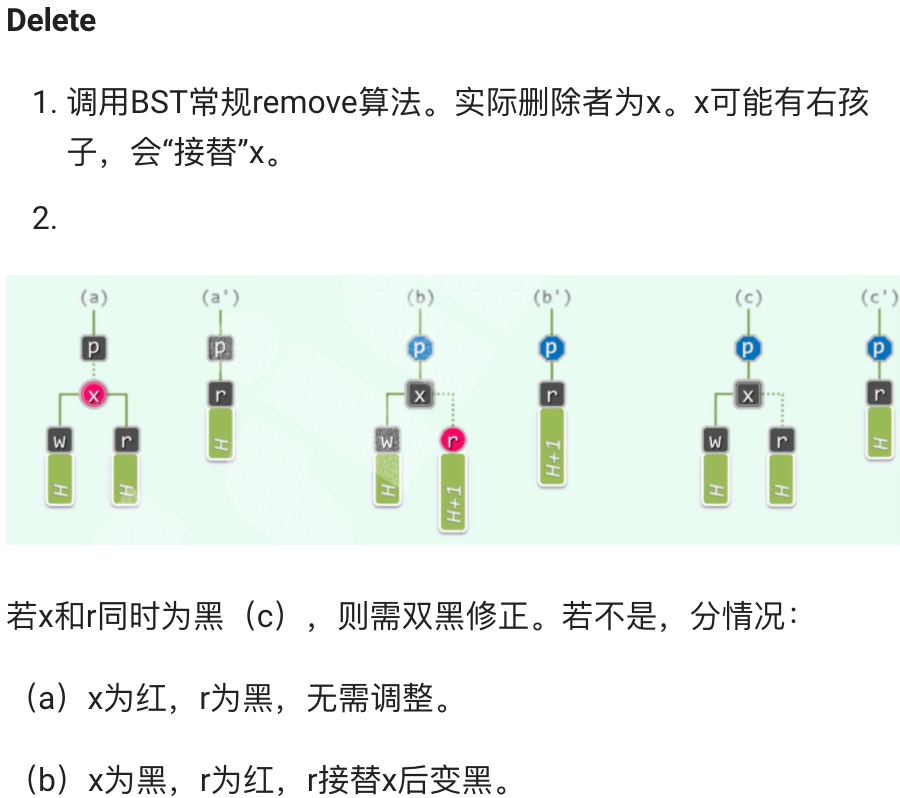 Delete
1. 调用BST常规remove算法。实际删除者为x。x可能有右孩
子，会“接替”x。
2.
(a) (a') (b) (b') (c) (c')
p p p p p p
x r x r x r
w r w r w r
H H H H H+1 H+1 H H H
若x和r同时为黑（c），则需双黑修正。若不是，分情况：
（a）x为红，r为黑，无需调整。
（b）x为黑，r为红，r接替x后变黑。